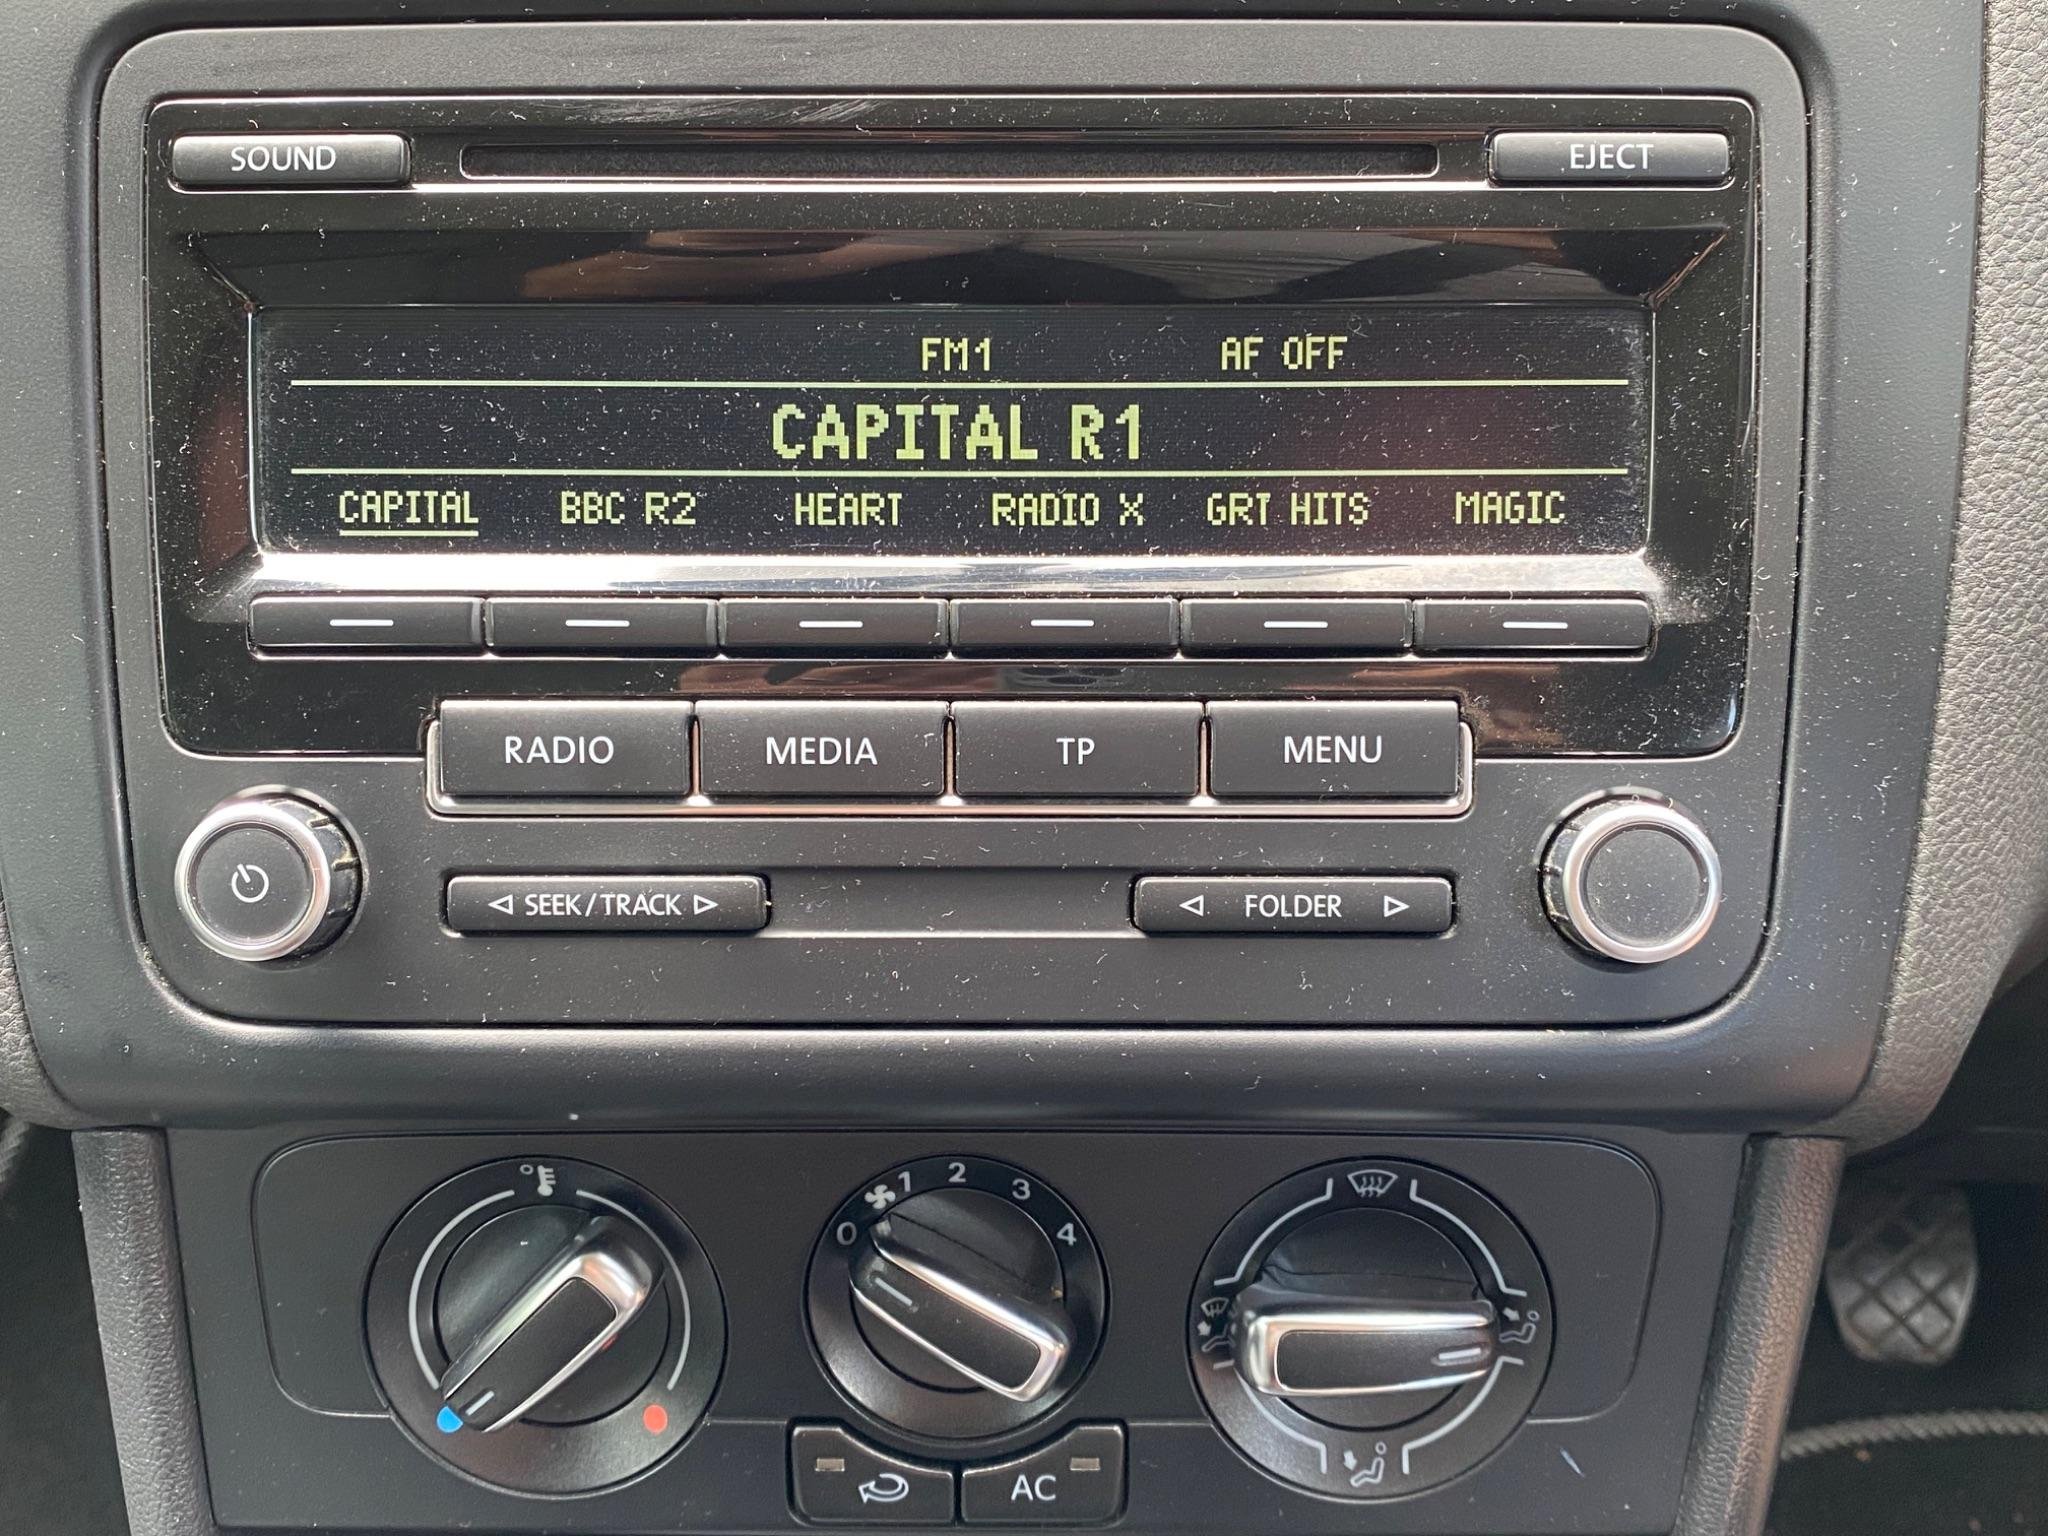 SOUND EJECT
FM1 AF OFF
CAPITAL R1
CAPITAL BBC R2 HEART RADIO X GRT HITS MAGIC
RADIO MEDIA TP MENU
SEEK/TRACK FOLDER
0 1 2 3 4
AC